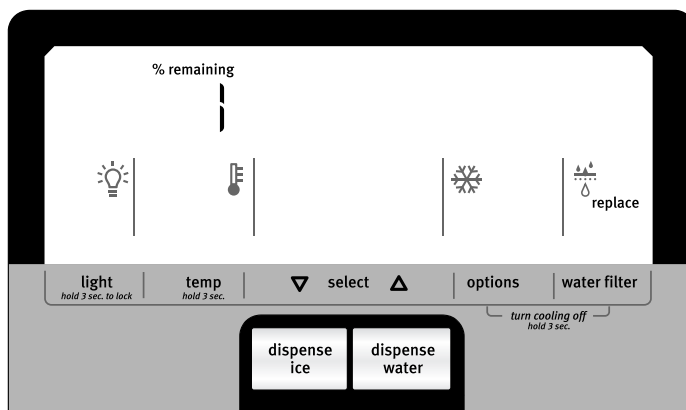 % remaining
1
replace
light
hold 3 sec. to lock
temp
hold 3 sec.
select
options
water filter
turn cooling off
hold 3 sec.
dispense
ice
dispense
water